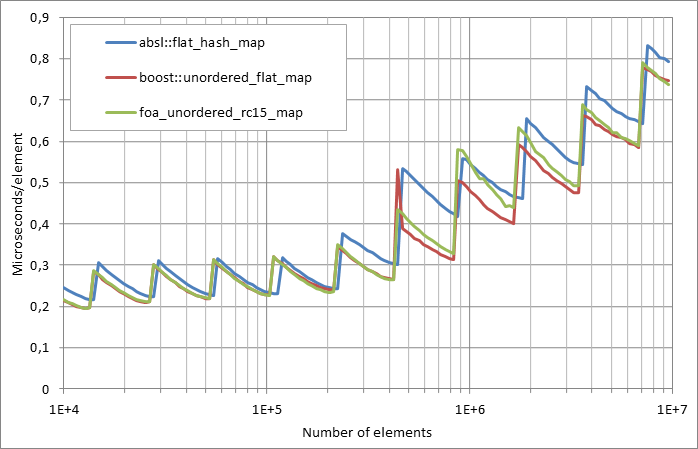 0,9
0,8
0,7
0,6
0,5
0,4
0,3
0,2
0,1
0
Microseconds/element
absl::flat_hash_map
boost::unordered_flat_map
foa_unordered_rc15_map
1E+4 1E+5 1E+6 1E+7
Number of elements